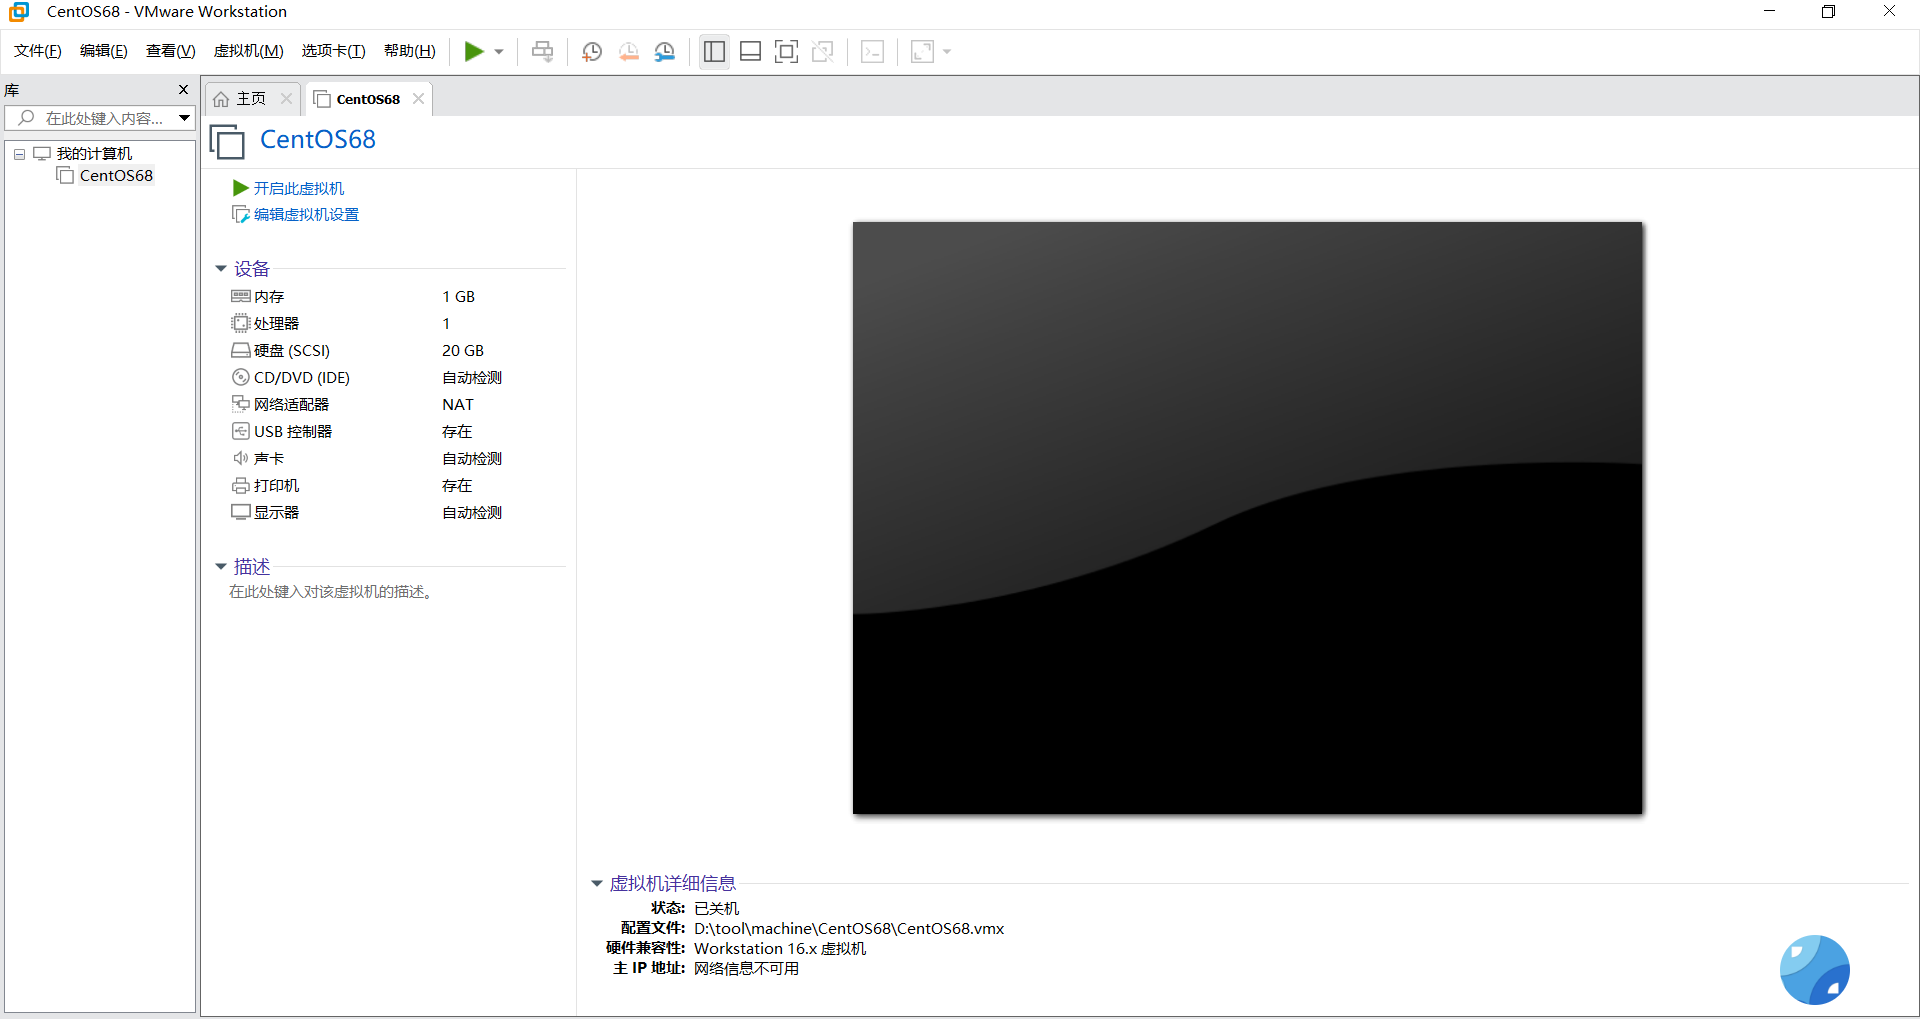 CentOS68 - VMware Workstation
文件(F) 编辑(E) 查看(V) 虚拟机(M) 选项卡(T) 帮助(H)
库
在此处键入内容...
我的计算机
CentOS68
主页
CentOS68
CentOS68
开启此虚拟机
编辑虚拟机设置
设备
内存 1 GB
处理器 1
硬盘 (SCSI) 20 GB
CD/DVD (IDE) 自动检测
网络适配器 NAT
USB 控制器 存在
声卡 自动检测
打印机 存在
显示器 自动检测
描述
在此处键入对该虚拟机的描述。
虚拟机详细信息
状态: 已关机
配置文件: D:\tool\machine\CentOS68\CentOS68.vmx
硬件兼容性: Workstation 16.x 虚拟机
主 IP 地址: 网络信息不可用